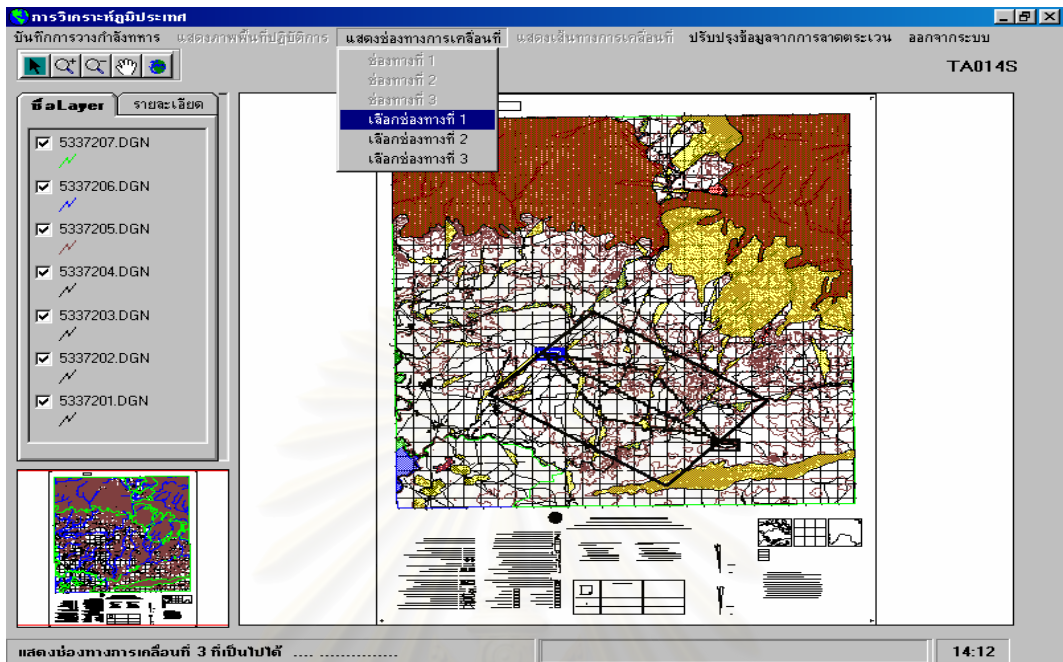 การวิเคราะห์ภูมิประเทศ
บันทึกการวางกำลังทหาร แสดงภาพพื้นที่ปฏิบัติการ แสดงช่องทางการเคลื่อนที่ แสดงเส้นทางการเคลื่อนที่ ปรับปรุงข้อมูลจากการลาดตระเวน ออกจากระบบ
ช่องทางที่ 1
ช่องทางที่ 2
ช่องทางที่ 3
เลือกช่องทางที่ 1
เลือกช่องทางที่ 2
เลือกช่องทางที่ 3
TA014S
ชื่อLayer รายละเอียด
5337207.DGN
5337206.DGN
5337205.DGN
5337204.DGN
5337203.DGN
5337202.DGN
5337201.DGN
แสดงช่องทางการเคลื่อนที่ 3 ที่เป็นไปได้ .... ...............
14:12